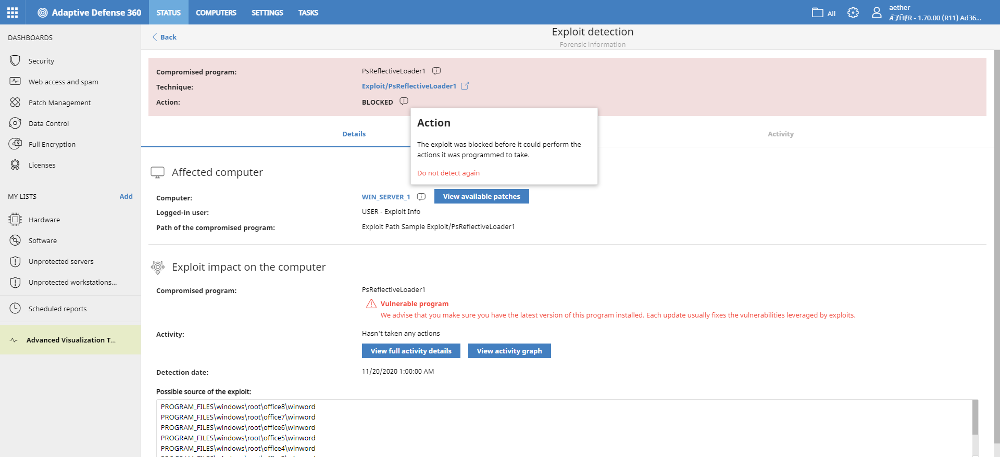 Adaptive Defense 360
STATUS
COMPUTERS
SETTINGS
TASKS
All
aether
ÆŦĦɆR - 1.70.00 (R11) Ad36...
DASHBOARDS
Security
Web access and spam
Patch Management
Data Control
Full Encryption
Licenses
MY LISTS
Add
Hardware
Software
Unprotected servers
Unprotected workstations...
Scheduled reports
Advanced Visualization T...
Back
Exploit detection
Forensic information
Compromised program:
PsReflectiveLoader1
Technique:
Exploit/PsReflectiveLoader1
Action:
BLOCKED
Action
The exploit was blocked before it could perform the
actions it was programmed to take.
Do not detect again
Details
Activity
Affected computer
Computer:
WIN_SERVER_1
View available patches
Logged-in user:
USER - Exploit Info
Path of the compromised program:
Exploit Path Sample Exploit/PsReflectiveLoader1
Exploit impact on the computer
Compromised program:
PsReflectiveLoader1
Vulnerable program
We advise that you make sure you have the latest version of this program installed. Each update usually fixes the vulnerabilities leveraged by exploits.
Activity:
Hasn't taken any actions
View full activity details
View activity graph
Detection date:
11/20/2020 1:00:00 AM
Possible source of the exploit:
PROGRAM_FILES\windows\root\office8\winword
PROGRAM_FILES\windows\root\office7\winword
PROGRAM_FILES\windows\root\office6\winword
PROGRAM_FILES\windows\root\office5\winword
PROGRAM_FILES\windows\root\office4\winword